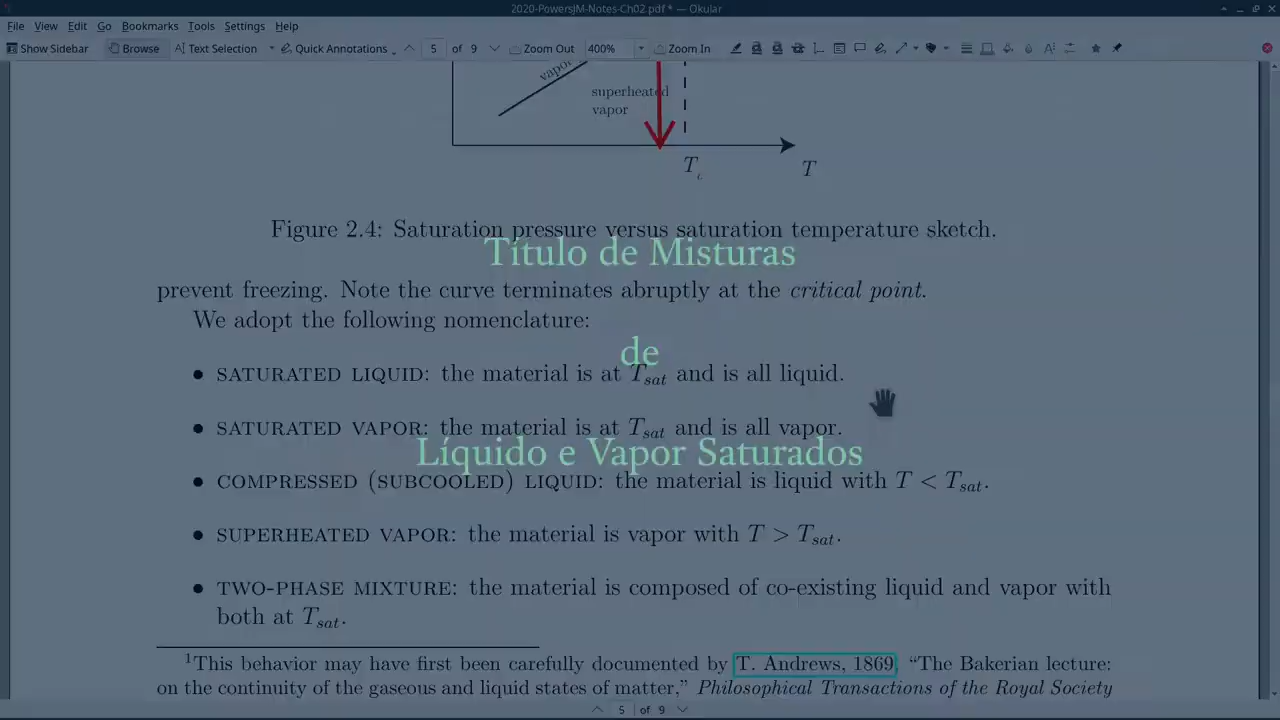 2020-PowersJM-Notes-Ch02.pdf * — Okular
File View Edit Go Bookmarks Tools Settings Help
Show Sidebar Browse Text Selection Quick Annotations 5 of 9 Zoom Out 400% Zoom In
vapor
superheated
vapor
T
Figure 2.4: Saturation pressure versus saturation temperature sketch.
Título de Misturas
prevent freezing. Note the curve terminates abruptly at the critical point.
We adopt the following nomenclature:
de
• SATURATED LIQUID: the material is at Tsat and is all liquid.
• SATURATED VAPOR: the material is at Tsat and is all vapor.
Líquido e Vapor Saturados
• COMPRESSED (SUBCOOLED) LIQUID: the material is liquid with T < Tsat.
• SUPERHEATED VAPOR: the material is vapor with T > Tsat.
• TWO-PHASE MIXTURE: the material is composed of co-existing liquid and vapor with
both at Tsat.
1This behavior may have first been carefully documented by T. Andrews, 1869, “The Bakerian lecture:
on the continuity of the gaseous and liquid states of matter,” Philosophical Transactions of the Royal Society
5 of 9